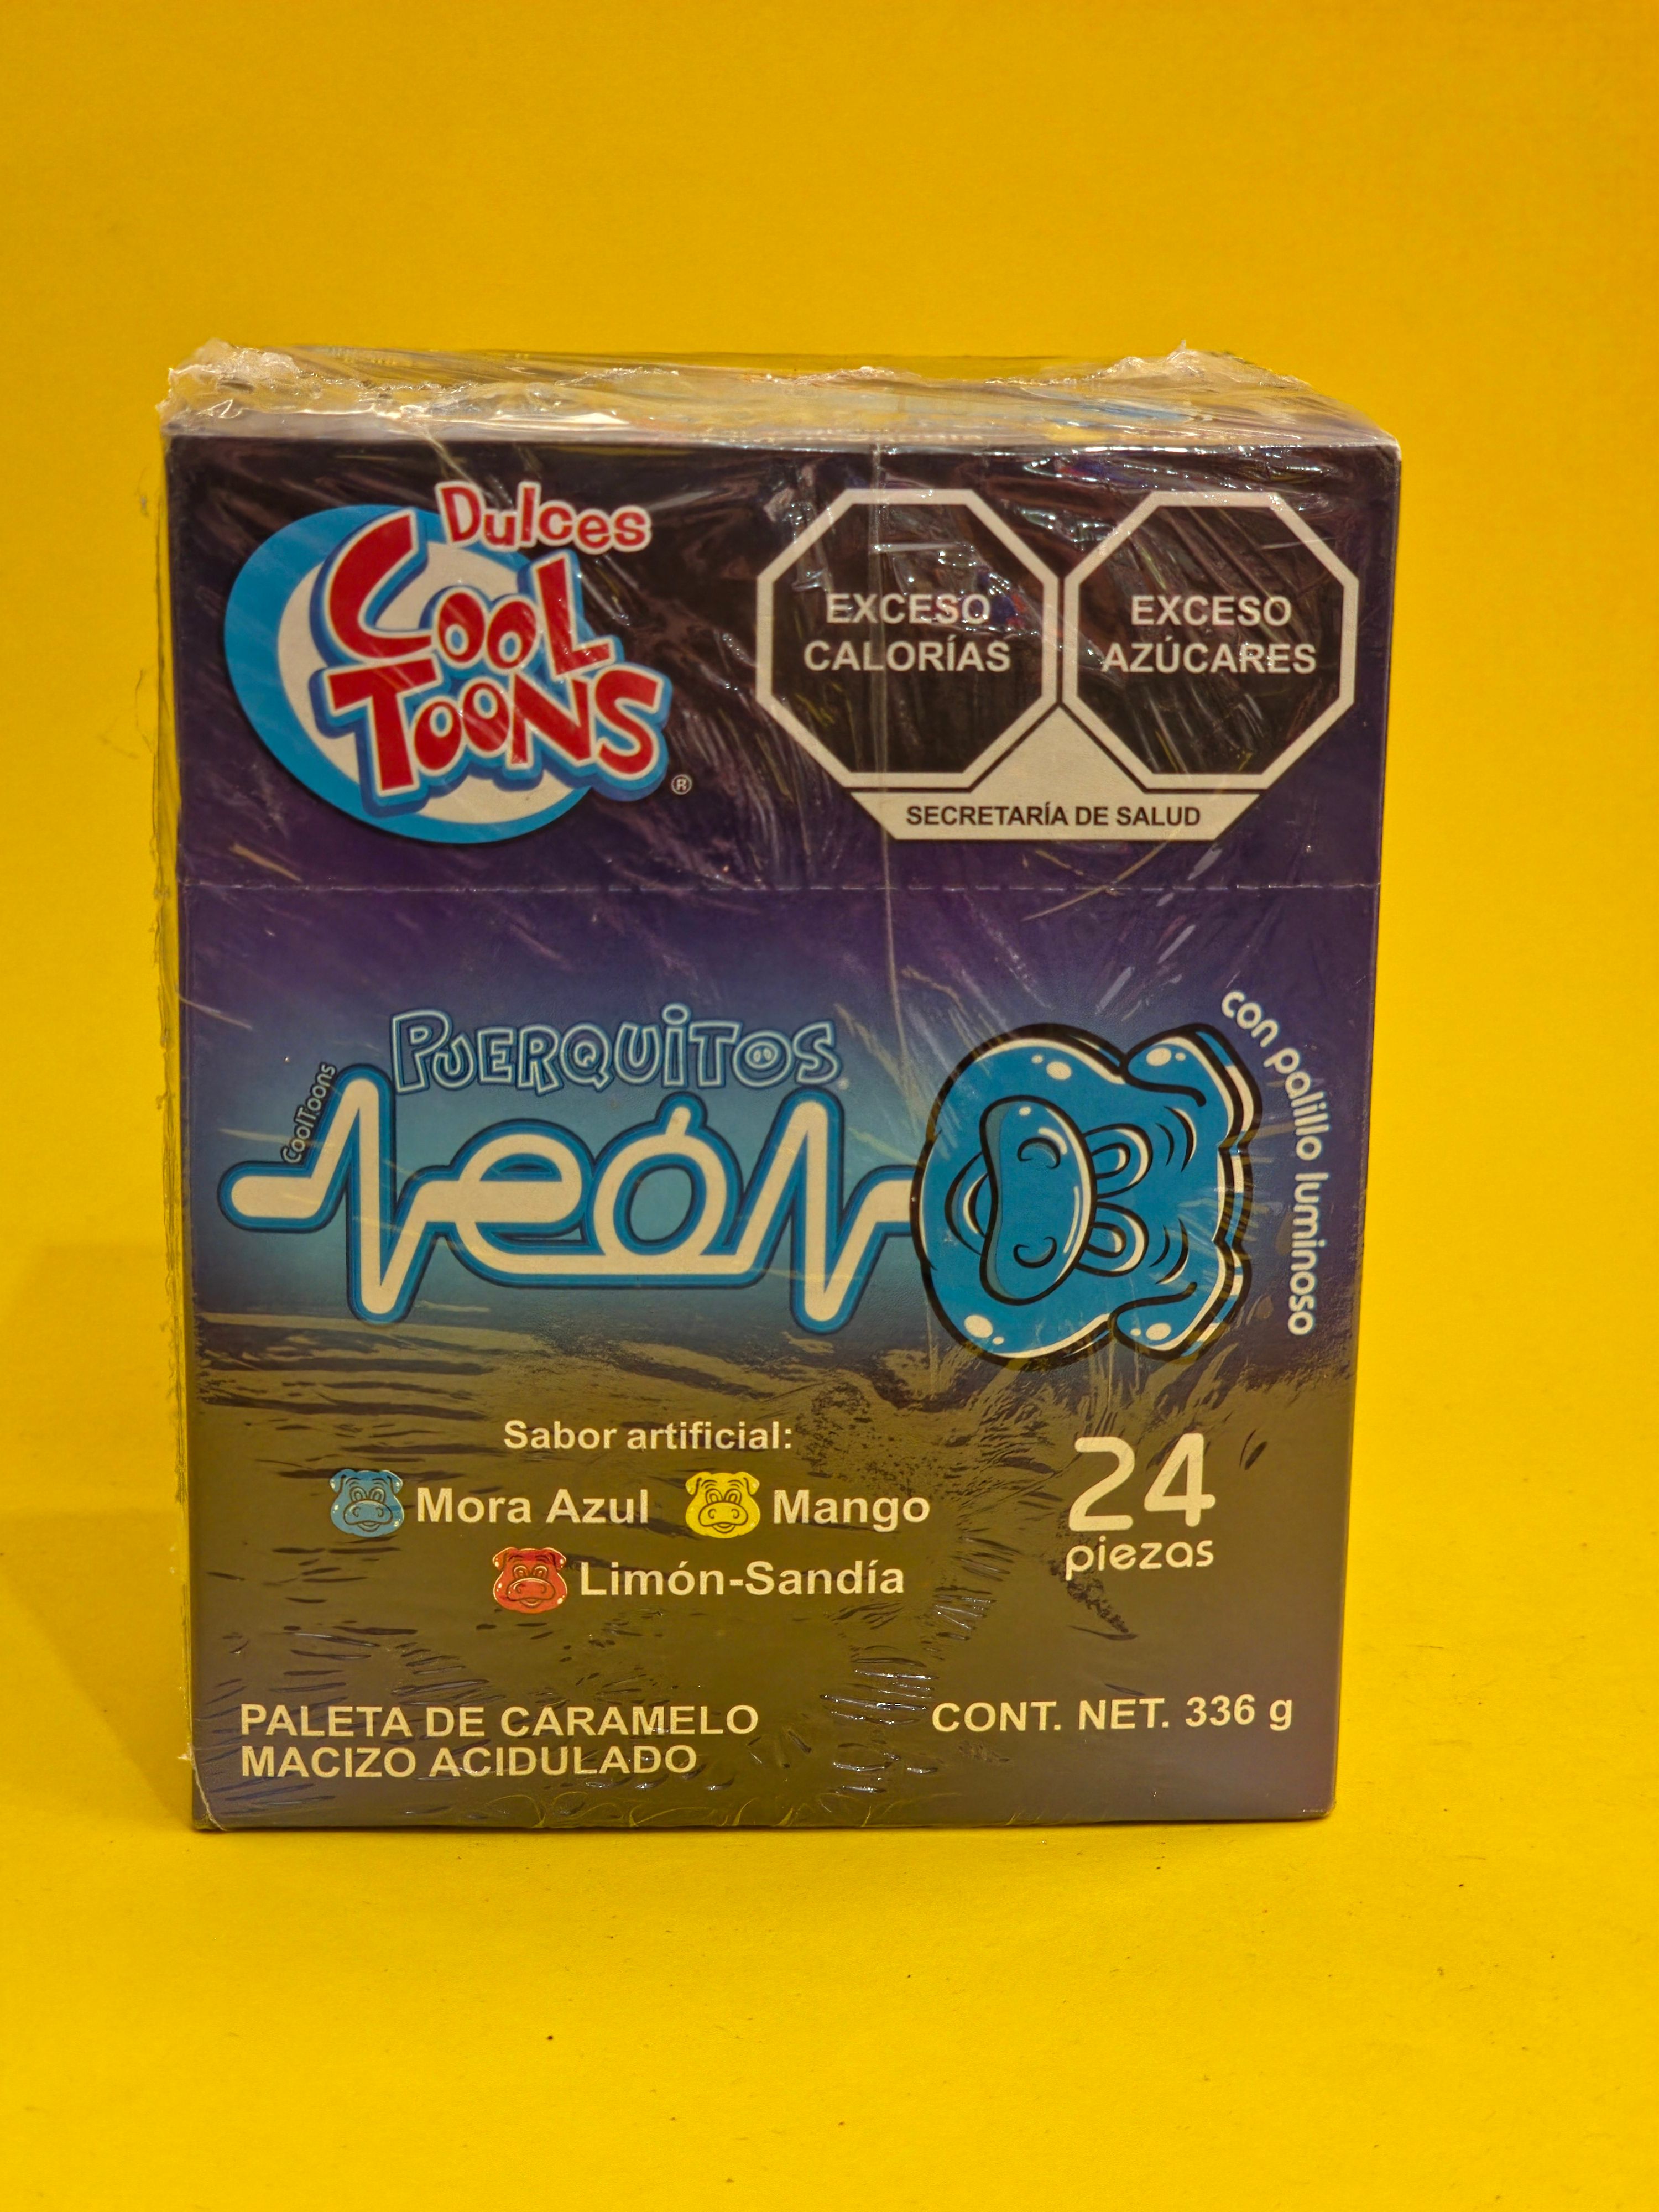 Dulces
Cool
Toons
®
EXCESO
CALORÍAS
EXCESO
AZÚCARES
SECRETARÍA DE SALUD
PUERQUITOS
CoolToons
NEÓN
con palillo luminoso
Sabor artificial:
Mora Azul
Mango
Limón-Sandía
24
piezas
PALETA DE CARAMELO
MACIZO ACIDULADO
CONT. NET. 336 g